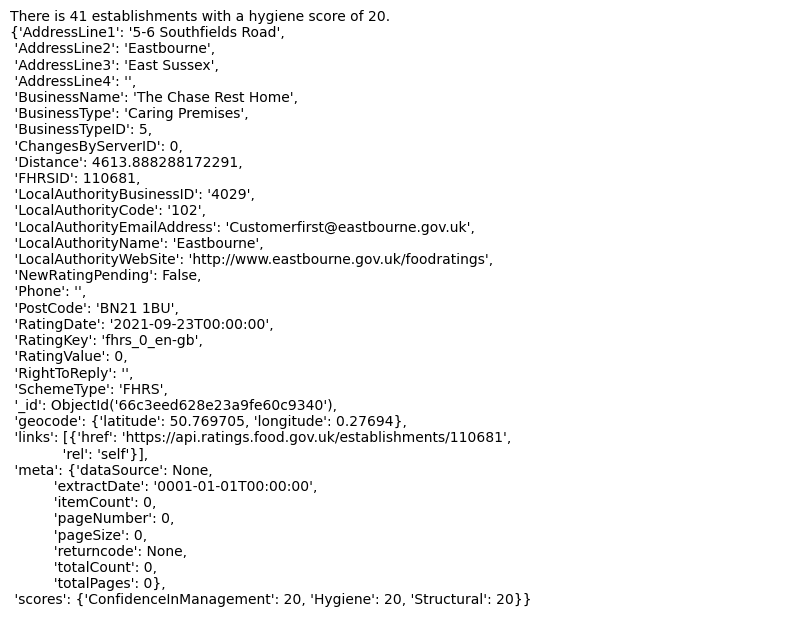 There is 41 establishments with a hygiene score of 20.
{'AddressLine1': '5-6 Southfields Road',
 'AddressLine2': 'Eastbourne',
 'AddressLine3': 'East Sussex',
 'AddressLine4': '',
 'BusinessName': 'The Chase Rest Home',
 'BusinessType': 'Caring Premises',
 'BusinessTypeID': 5,
 'ChangesByServerID': 0,
 'Distance': 4613.888288172291,
 'FHRSID': 110681,
 'LocalAuthorityBusinessID': '4029',
 'LocalAuthorityCode': '102',
 'LocalAuthorityEmailAddress': 'Customerfirst@eastbourne.gov.uk',
 'LocalAuthorityName': 'Eastbourne',
 'LocalAuthorityWebSite': 'http://www.eastbourne.gov.uk/foodratings',
 'NewRatingPending': False,
 'Phone': '',
 'PostCode': 'BN21 1BU',
 'RatingDate': '2021-09-23T00:00:00',
 'RatingKey': 'fhrs_0_en-gb',
 'RatingValue': 0,
 'RightToReply': '',
 'SchemeType': 'FHRS',
 '_id': ObjectId('66c3eed628e23a9fe60c9340'),
 'geocode': {'latitude': 50.769705, 'longitude': 0.27694},
 'links': [{'href': 'https://api.ratings.food.gov.uk/establishments/110681',
            'rel': 'self'}],
 'meta': {'dataSource': None,
          'extractDate': '0001-01-01T00:00:00',
          'itemCount': 0,
          'pageNumber': 0,
          'pageSize': 0,
          'returncode': None,
          'totalCount': 0,
          'totalPages': 0},
 'scores': {'ConfidenceInManagement': 20, 'Hygiene': 20, 'Structural': 20}}